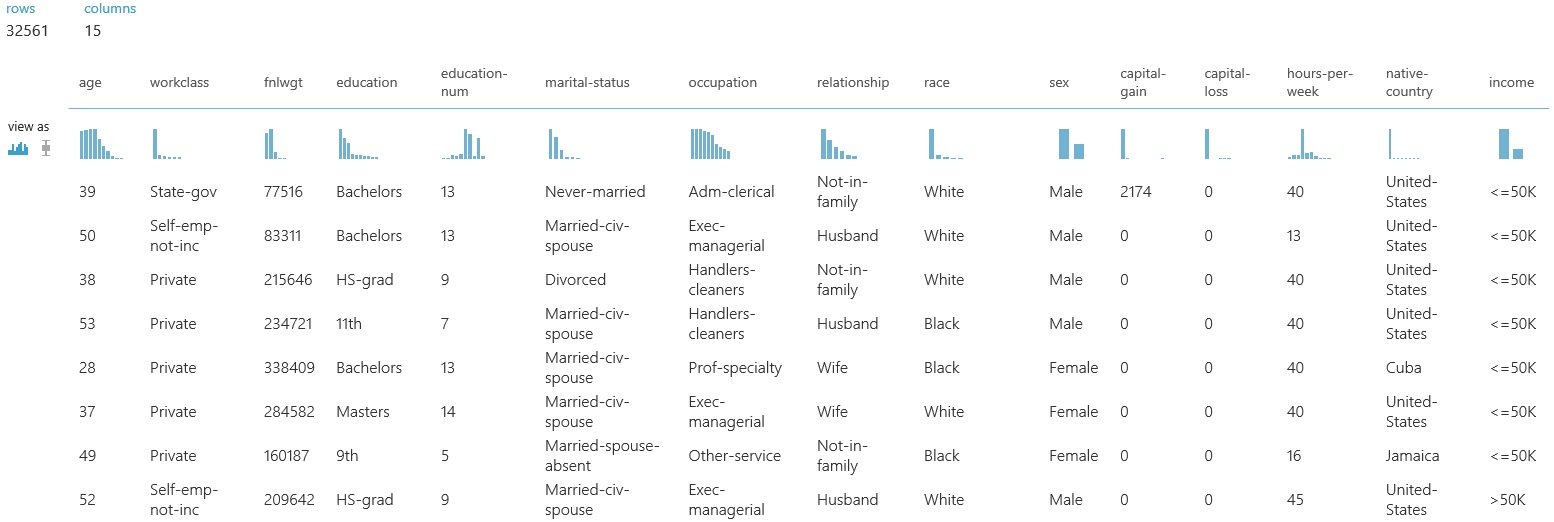 rows columns
32561 15
age workclass fnlwgt education education-num marital-status occupation relationship race sex capital-gain capital-loss hours-per-week native-country income
view as
39 State-gov 77516 Bachelors 13 Never-married Adm-clerical Not-in-family White Male 2174 0 40 United-States <=50K
50 Self-emp-not-inc 83311 Bachelors 13 Married-civ-spouse Exec-managerial Husband White Male 0 0 13 United-States <=50K
38 Private 215646 HS-grad 9 Divorced Handlers-cleaners Not-in-family White Male 0 0 40 United-States <=50K
53 Private 234721 11th 7 Married-civ-spouse Handlers-cleaners Husband Black Male 0 0 40 United-States <=50K
28 Private 338409 Bachelors 13 Married-civ-spouse Prof-specialty Wife Black Female 0 0 40 Cuba <=50K
37 Private 284582 Masters 14 Married-civ-spouse Exec-managerial Wife White Female 0 0 40 United-States <=50K
49 Private 160187 9th 5 Married-spouse-absent Other-service Not-in-family Black Female 0 0 16 Jamaica <=50K
52 Self-emp-not-inc 209642 HS-grad 9 Married-civ-spouse Exec-managerial Husband White Male 0 0 45 United-States >50K